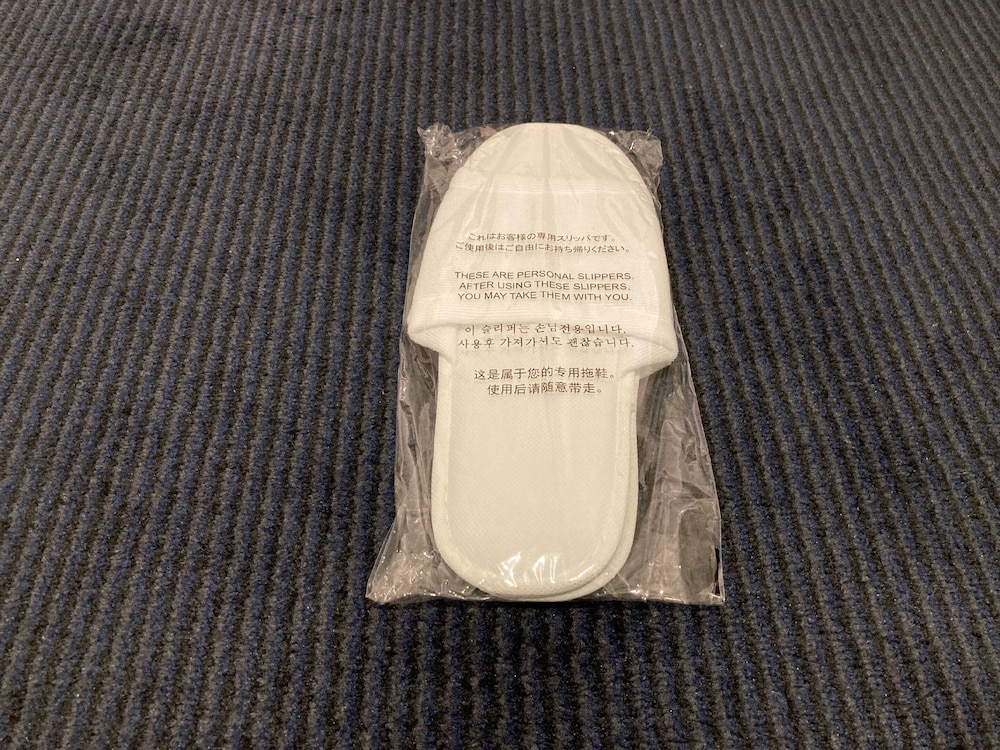 これはお客様の専用スリッパです。
ご使用後はご自由にお持ち帰りください。
THESE ARE PERSONAL SLIPPERS.
AFTER USING THESE SLIPPERS,
YOU MAY TAKE THEM WITH YOU.
이 슬리퍼는 손님전용입니다.
사용후 가져가셔도 괜찮습니다.
这是属于您的专用拖鞋。
使用后请随意带走。